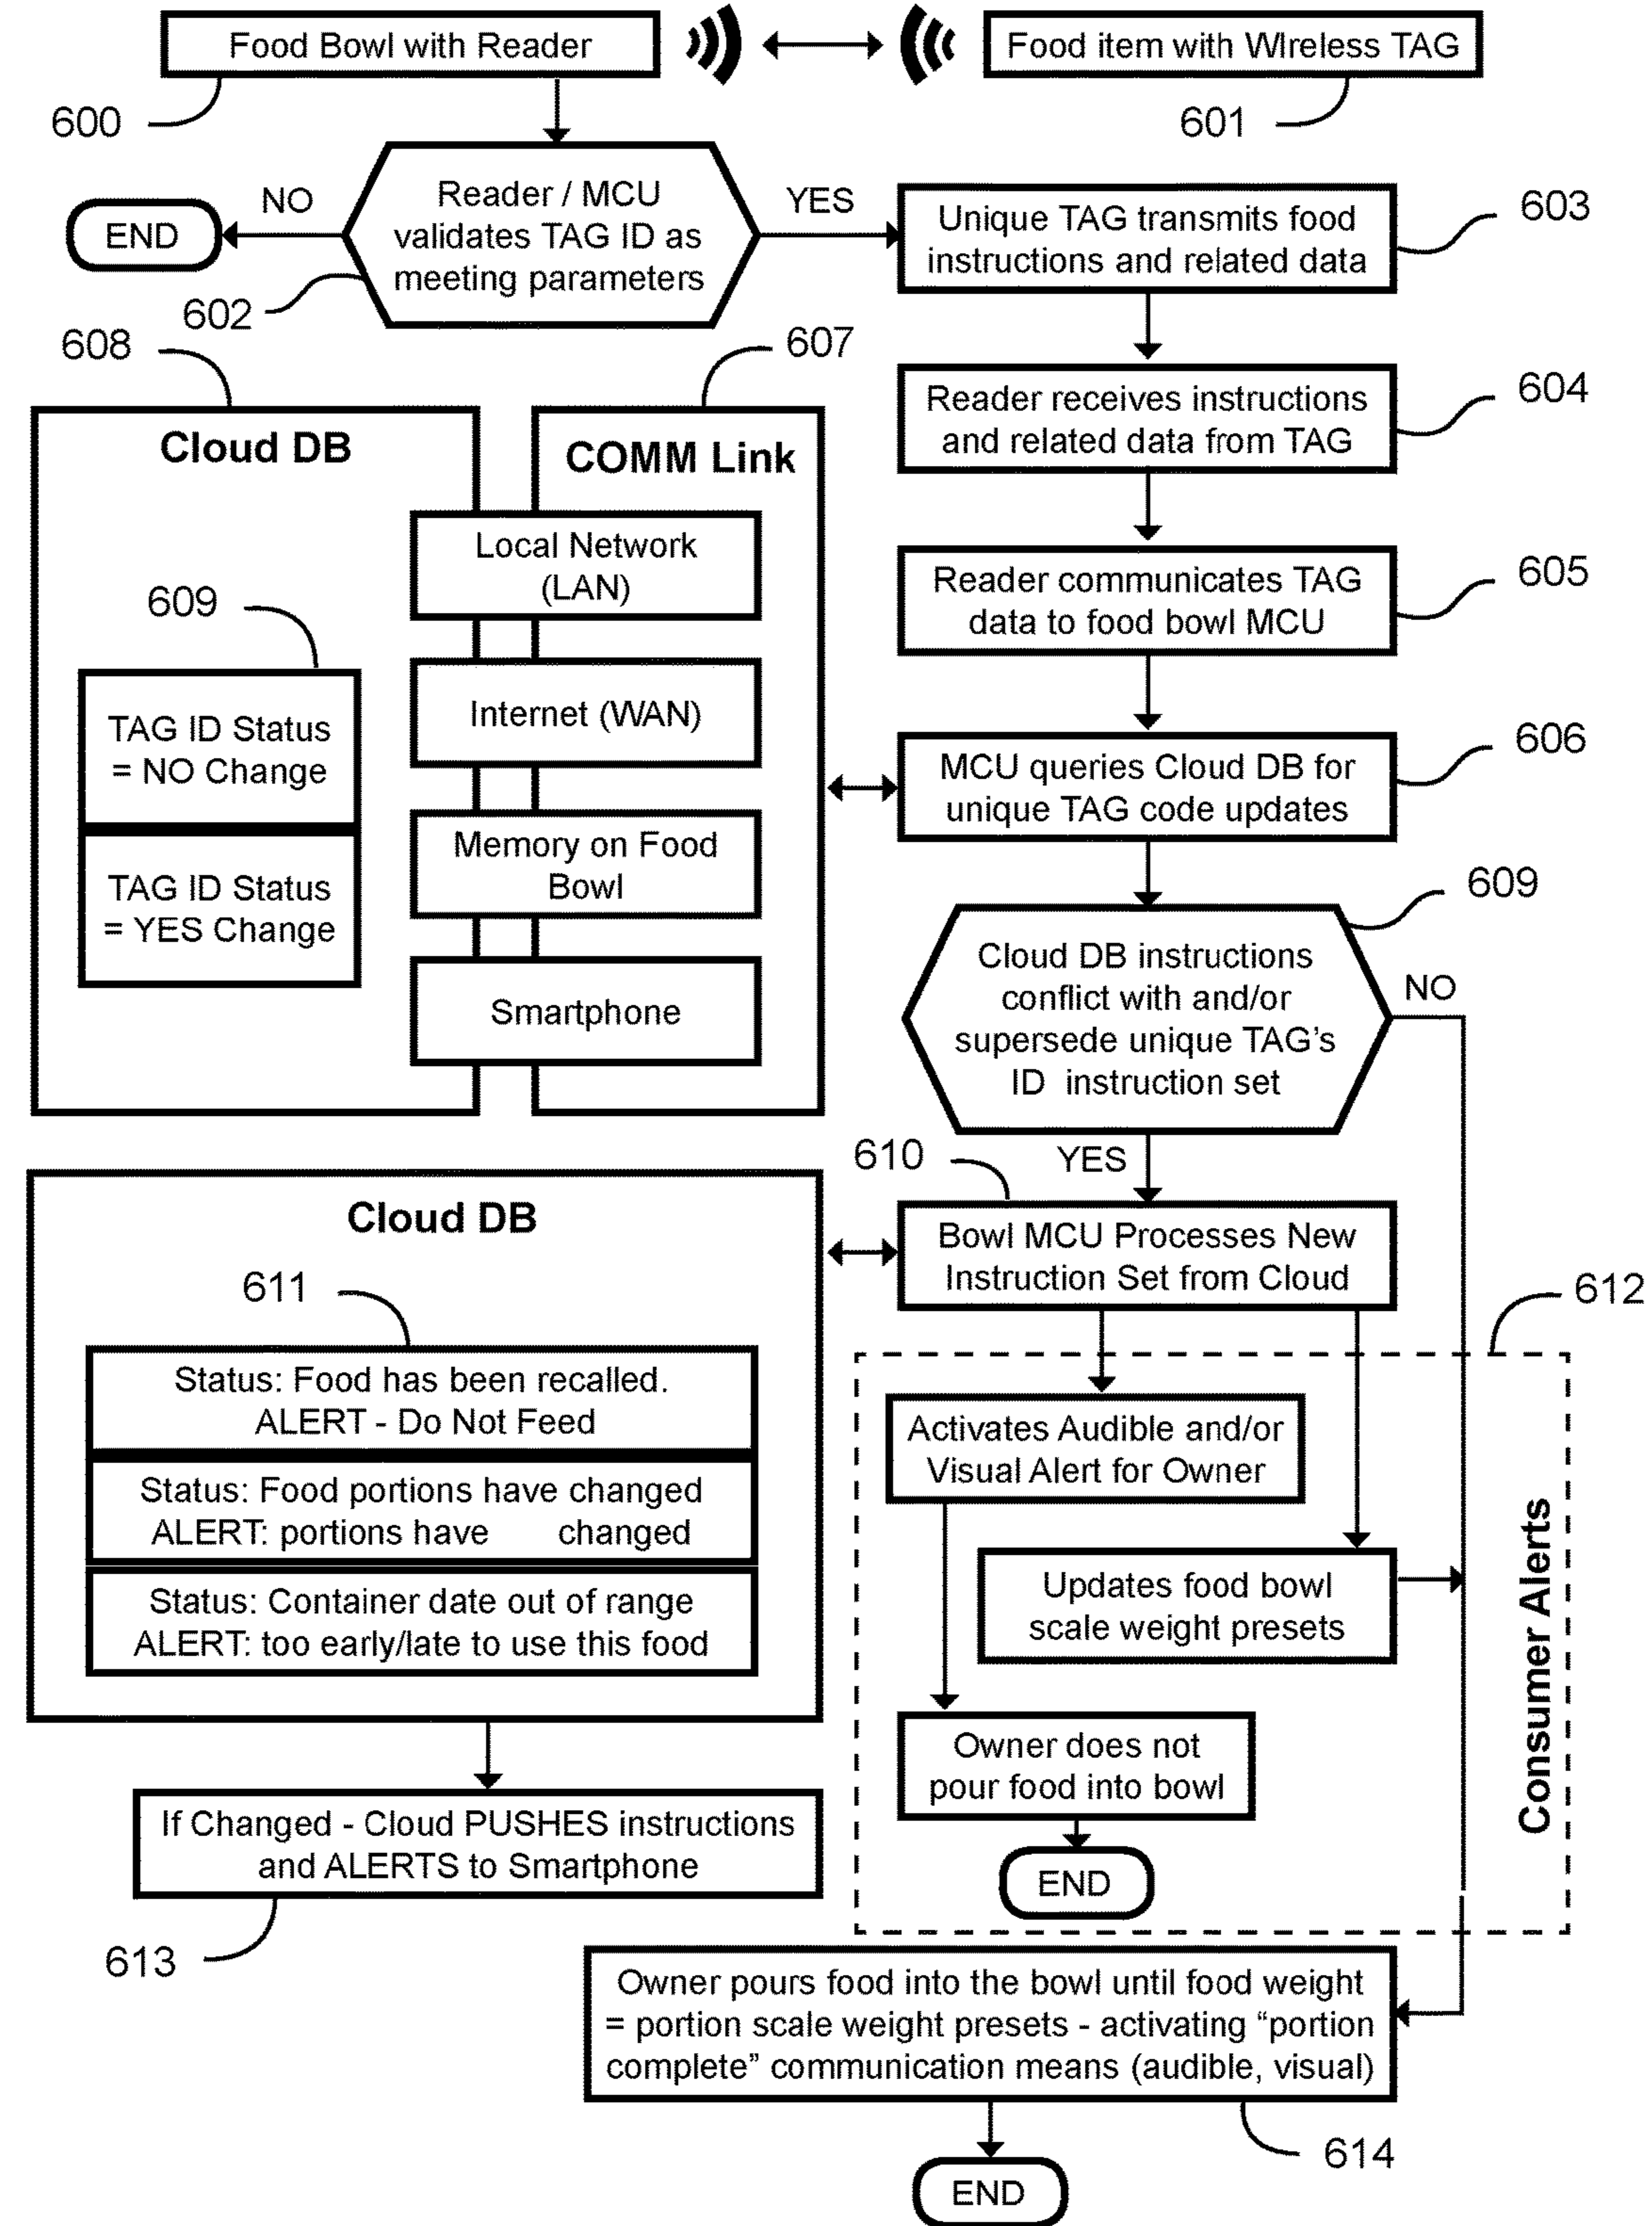 Food Bowl with Reader
Food item with WIreless TAG
600
601
Reader / MCU
validates TAG ID as
meeting parameters
NO
YES
END
602
Unique TAG transmits food
instructions and related data
603
608
607
Reader receives instructions
and related data from TAG
604
Cloud DB
COMM Link
Local Network
(LAN)
Reader communicates TAG
data to food bowl MCU
605
609
TAG ID Status
= NO Change
Internet (WAN)
MCU queries Cloud DB for
unique TAG code updates
606
TAG ID Status
= YES Change
Memory on Food
Bowl
Smartphone
609
Cloud DB instructions
conflict with and/or
supersede unique TAG’s
ID instruction set
NO
YES
610
Bowl MCU Processes New
Instruction Set from Cloud
Cloud DB
611
612
Status: Food has been recalled.
ALERT - Do Not Feed
Status: Food portions have changed
ALERT: portions have changed
Status: Container date out of range
ALERT: too early/late to use this food
Activates Audible and/or
Visual Alert for Owner
Updates food bowl
scale weight presets
Consumer Alerts
Owner does not
pour food into bowl
END
If Changed - Cloud PUSHES instructions
and ALERTS to Smartphone
613
Owner pours food into the bowl until food weight
= portion scale weight presets - activating “portion
complete” communication means (audible, visual)
614
END